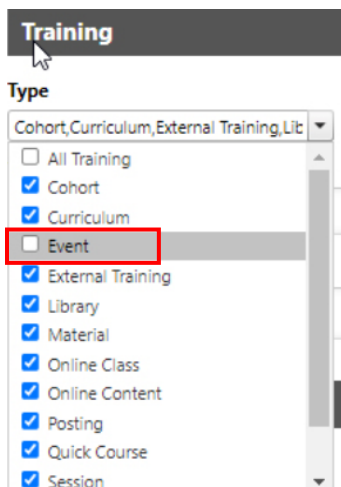 Training
Type
Cohort,Curriculum,External Training,Lib
All Training
Cohort
Curriculum
Event
External Training
Library
Material
Online Class
Online Content
Posting
Quick Course
Session